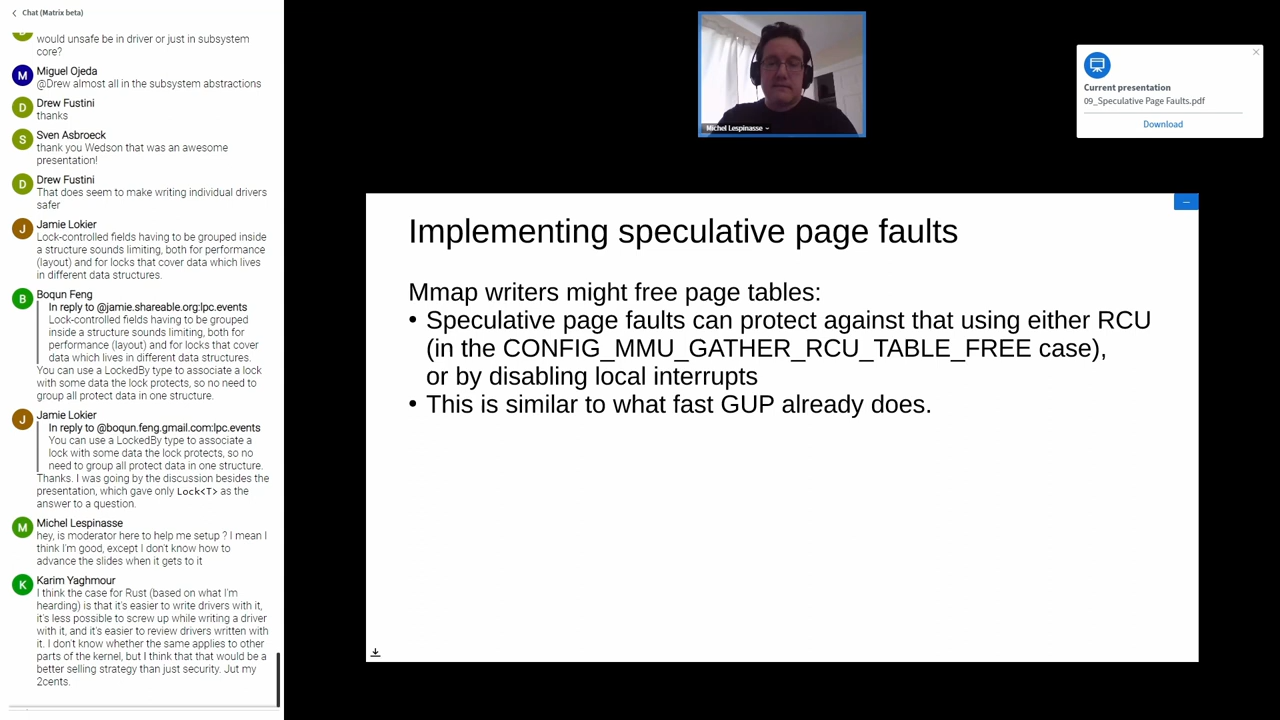 Chat (Matrix beta)
would unsafe be in driver or just in subsystem
core?
M
Miguel Ojeda
@Drew almost all in the subsystem abstractions
D
Drew Fustini
thanks
S
Sven Asbroeck
thank you Wedson that was an awesome
presentation!
D
Drew Fustini
That does seem to make writing individual drivers
safer
J
Jamie Lokier
Lock-controlled fields having to be grouped inside
a structure sounds limiting, both for performance
(layout) and for locks that cover data which lives
in different data structures.
B
Boqun Feng
In reply to @jamie.shareable.org:lpc.events
Lock-controlled fields having to be grouped
inside a structure sounds limiting, both for
performance (layout) and for locks that cover
data which lives in different data structures.
You can use a LockedBy type to associate a lock
with some data the lock protects, so no need to
group all protect data in one structure.
J
Jamie Lokier
In reply to @boqun.feng.gmail.com:lpc.events
You can use a LockedBy type to associate a
lock with some data the lock protects, so no
need to group all protect data in one structure.
Thanks. I was going by the discussion besides the
presentation, which gave only Lock<T> as the
answer to a question.
M
Michel Lespinasse
hey, is moderator here to help me setup ? I mean I
think I'm good, except I don't know how to
advance the slides when it gets to it
K
Karim Yaghmour
I think the case for Rust (based on what I'm
hearding) is that it's easier to write drivers with it,
it's less possible to screw up while writing a driver
with it, and it's easier to review drivers written with
it. I don't know whether the same applies to other
parts of the kernel, but I think that that would be a
better selling strategy than just security. Jut my
2cents.
Michel Lespinasse
Current presentation
09_Speculative Page Faults.pdf
Download
Implementing speculative page faults
Mmap writers might free page tables:
• Speculative page faults can protect against that using either RCU
(in the CONFIG_MMU_GATHER_RCU_TABLE_FREE case),
or by disabling local interrupts
• This is similar to what fast GUP already does.